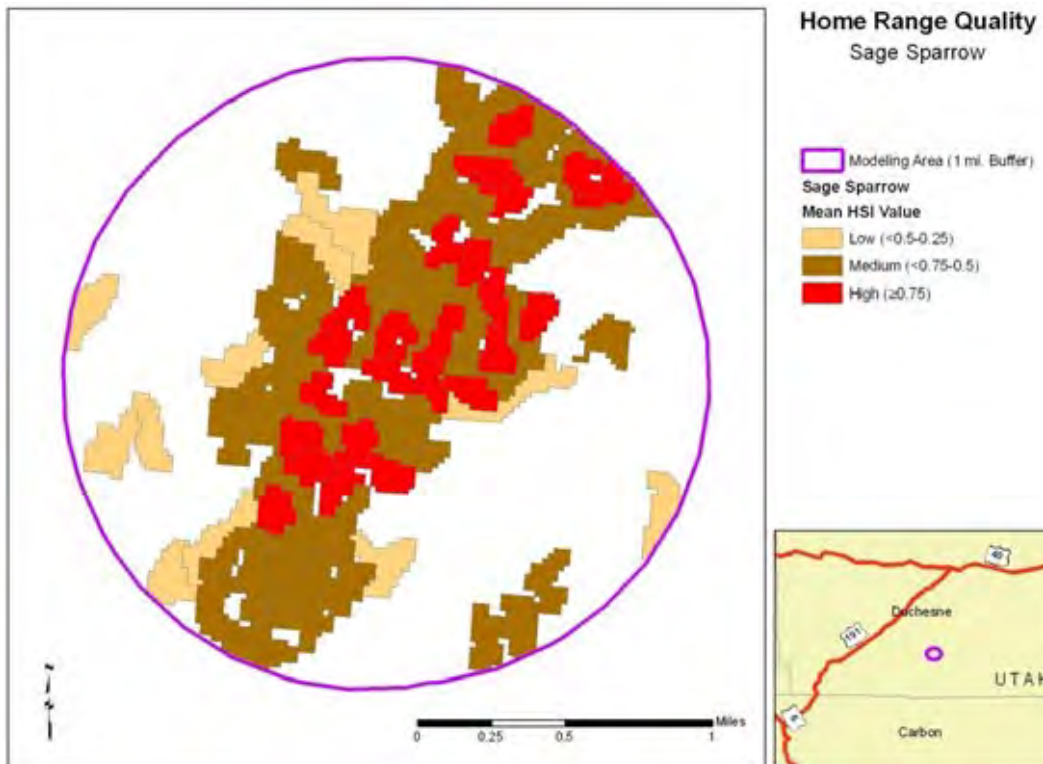 Home Range Quality
Sage Sparrow
Modeling Area (1 mi. Buffer)
Sage Sparrow
Mean HSI Value
Low (<0.5-0.25)
Medium (<0.75-0.5)
High (≥0.75)
Miles
0 0.25 0.5 1
40
Duchesne
191
UTAH
6
Carbon